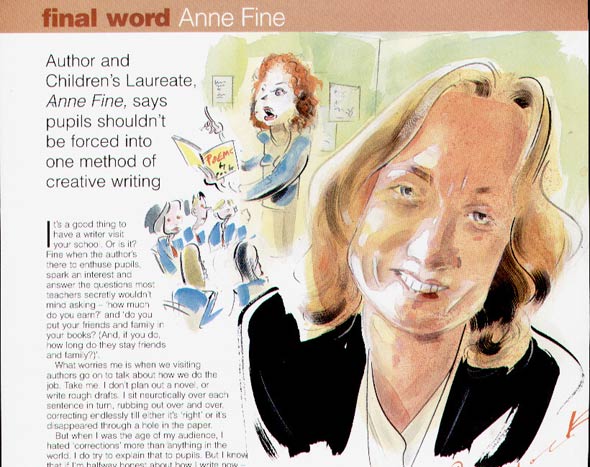 final word Anne Fine
Author and
Children's Laureate,
Anne Fine, says
pupils shouldn't
be forced into
one method of
creative writing
POEMS
by
It's a good thing to
have a writer visit
your school. Or is it?
Fine when the author's
there to enthuse pupils,
spark an interest and
answer the questions most
teachers secretly wouldn't
mind asking – 'how much
do you earn?' and 'do you
put your friends and family in
your books? (And, if you do,
how long do they stay friends
and family?)'.
What worries me is when we visiting
authors go on to talk about how we do the
job. Take me. I don't plan out a novel, or
write rough drafts. I sit neurotically over each
sentence in turn, rubbing out over and over,
correcting endlessly till either it's 'right' or it's
disappeared through a hole in the paper.
But when I was the age of my audience, I
hated 'corrections' more than anything in the
world. I do try to explain that to pupils. But I know
that if I'm halfway honest about how I write now –